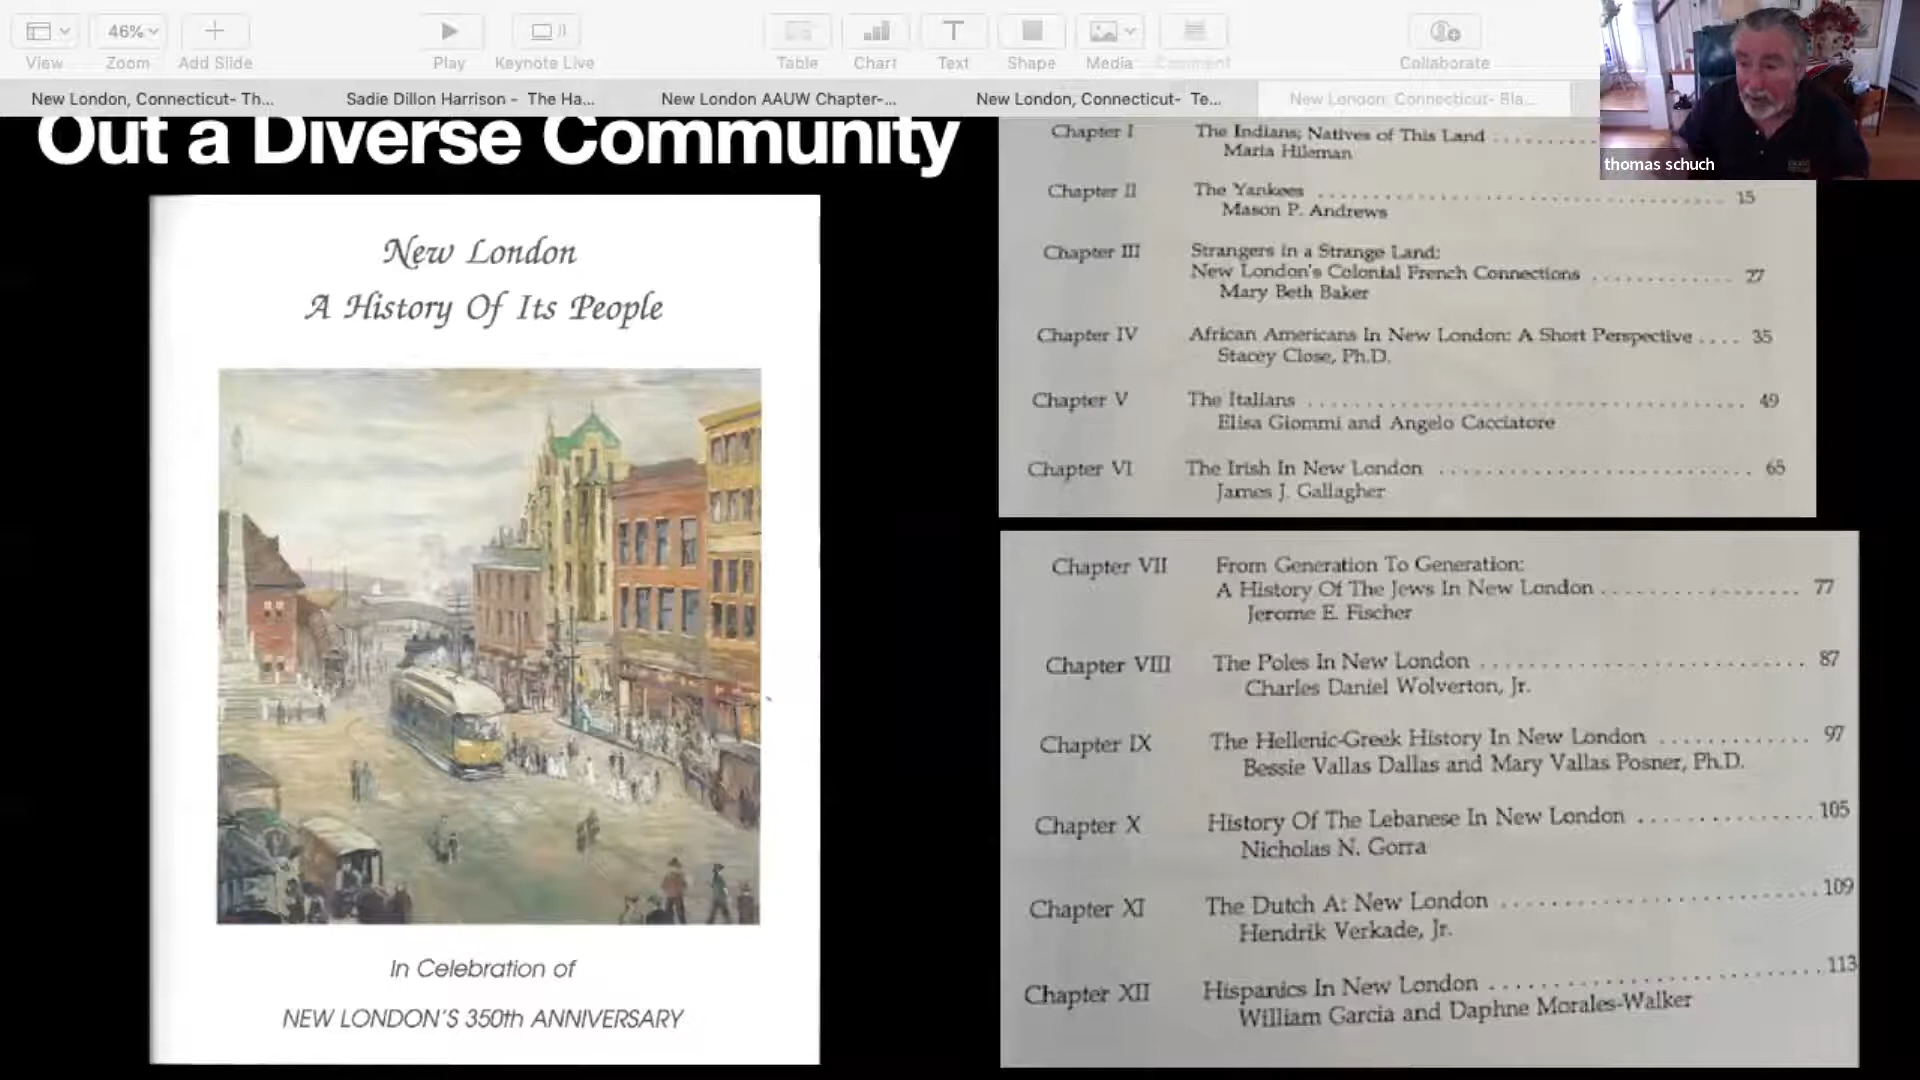 View
46%
Zoom
Add Slide
Play
Keynote Live
Table
Chart
T
Text
Shape
Media
Comment
Collaborate
New London, Connecticut- Th...
Sadie Dillon Harrison - The Ha...
New London AAUW Chapter-...
New London, Connecticut- Te...
New London, Connecticut- Bla...
thomas schuch
Out a Diverse Community
New London
A History Of Its People
In Celebration of
NEW LONDON'S 350th ANNIVERSARY
Chapter I The Indians; Natives of This Land ..........
Maria Hileman
Chapter II The Yankees .......... 15
Mason P. Andrews
Chapter III Strangers in a Strange Land:
New London's Colonial French Connections .......... 27
Mary Beth Baker
Chapter IV African Americans In New London: A Short Perspective .... 35
Stacey Close, Ph.D.
Chapter V The Italians .......... 49
Elisa Giommi and Angelo Cacciatore
Chapter VI The Irish In New London .......... 65
James J. Gallagher
Chapter VII From Generation To Generation:
A History Of The Jews In New London .......... 77
Jerome E. Fischer
Chapter VIII The Poles In New London .......... 87
Charles Daniel Wolverton, Jr.
Chapter IX The Hellenic-Greek History In New London .......... 97
Bessie Vallas Dallas and Mary Vallas Posner, Ph.D.
Chapter X History Of The Lebanese In New London .......... 105
Nicholas N. Gorra
Chapter XI The Dutch At New London .......... 109
Hendrik Verkade, Jr.
Chapter XII Hispanics In New London .......... 113
William Garcia and Daphne Morales-Walker